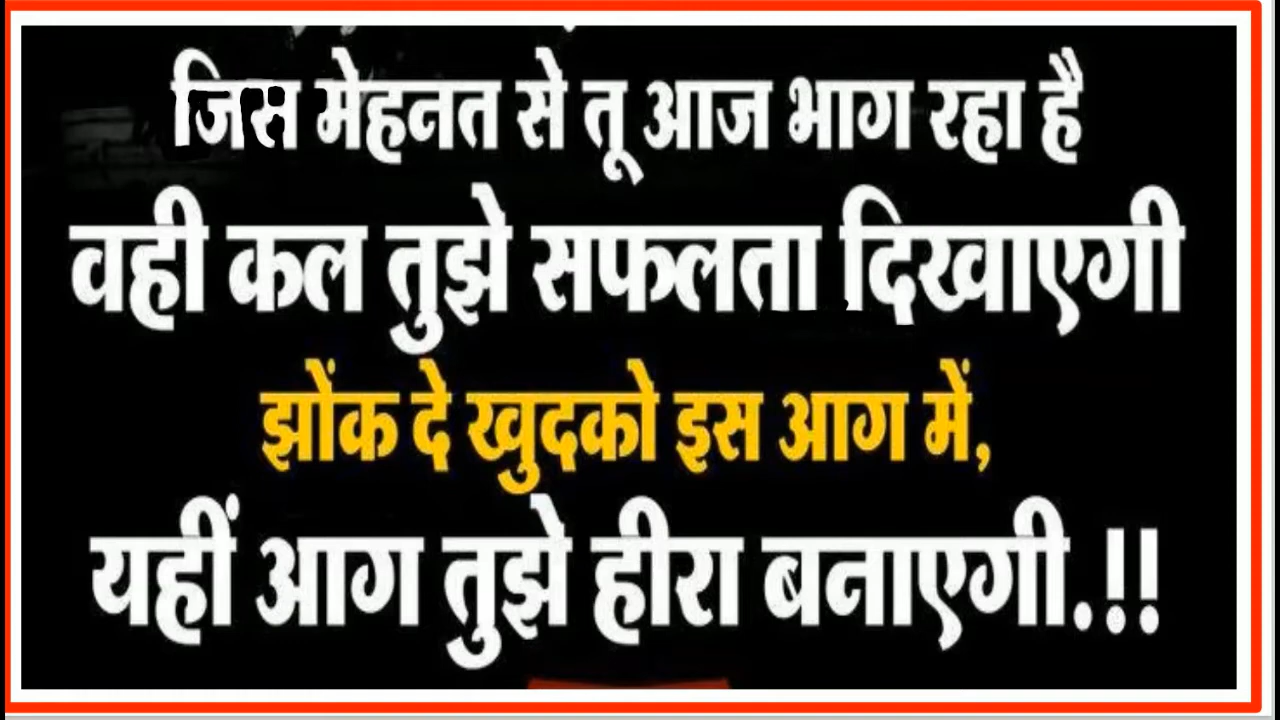 जिस मेहनत से तू आज भाग रहा है
वही कल तुझे सफलता दिखाएगी
झोंक दे खुदको इस आग में,
यहीं आग तुझे हीरा बनाएगी.!!